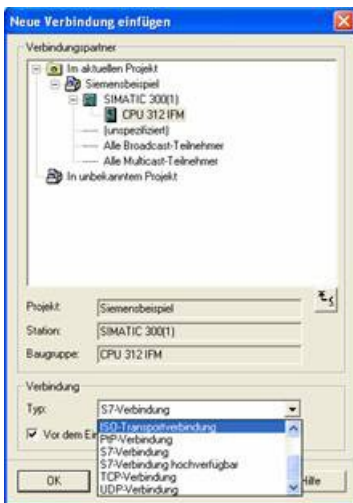 Neue Verbindung einfügen
Verbindungspartner
Im aktuellen Projekt
Siemensbeispiel
SIMATIC 300(1)
CPU 312 IFM
(unspezifiziert)
Alle Broadcast-Teilnehmer
Alle Multicast-Teilnehmer
In unbekanntem Projekt
Projekt: Siemensbeispiel
Station: SIMATIC 300(1)
Baugruppe: CPU 312 IFM
Verbindung
Typ: S7-Verbindung
ISO-Transportverbindung
Vor dem Ei
PtP-Verbindung
S7-Verbindung
S7-Verbindung hochverfügbar
TCP-Verbindung
UDP-Verbindung
OK
Hilfe